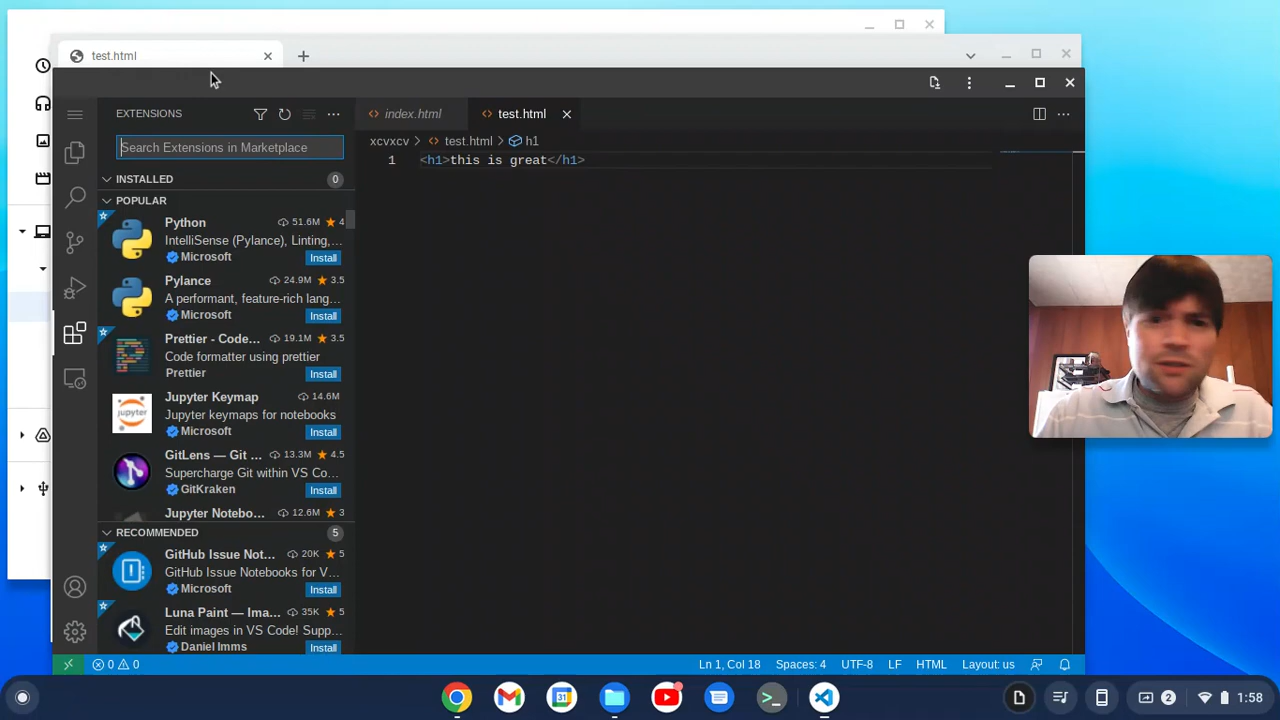 test.html
EXTENSIONS
index.html
test.html
xcvxcv > test.html > h1
Search Extensions in Marketplace
1 <h1>this is great</h1>
INSTALLED 0
POPULAR
Python 51.6M ★ 4
IntelliSense (Pylance), Linting,...
Microsoft Install
Pylance 24.9M ★ 3.5
A performant, feature-rich lang...
Microsoft Install
Prettier - Code... 19.1M ★ 3.5
Code formatter using prettier
Prettier Install
Jupyter Keymap 14.6M
Jupyter keymaps for notebooks
Microsoft Install
jupyter
GitLens — Git ... 13.3M ★ 4.5
Supercharge Git within VS Co...
GitKraken Install
Jupyter Notebo... 12.6M ★ 3
RECOMMENDED 5
GitHub Issue Not... 20K ★ 5
GitHub Issue Notebooks for V...
Microsoft Install
Luna Paint — Ima... 35K ★ 5
Edit images in VS Code! Supp...
Daniel Imms Install
0 0
Ln 1, Col 18 Spaces: 4 UTF-8 LF HTML Layout: us
31
2
1:58